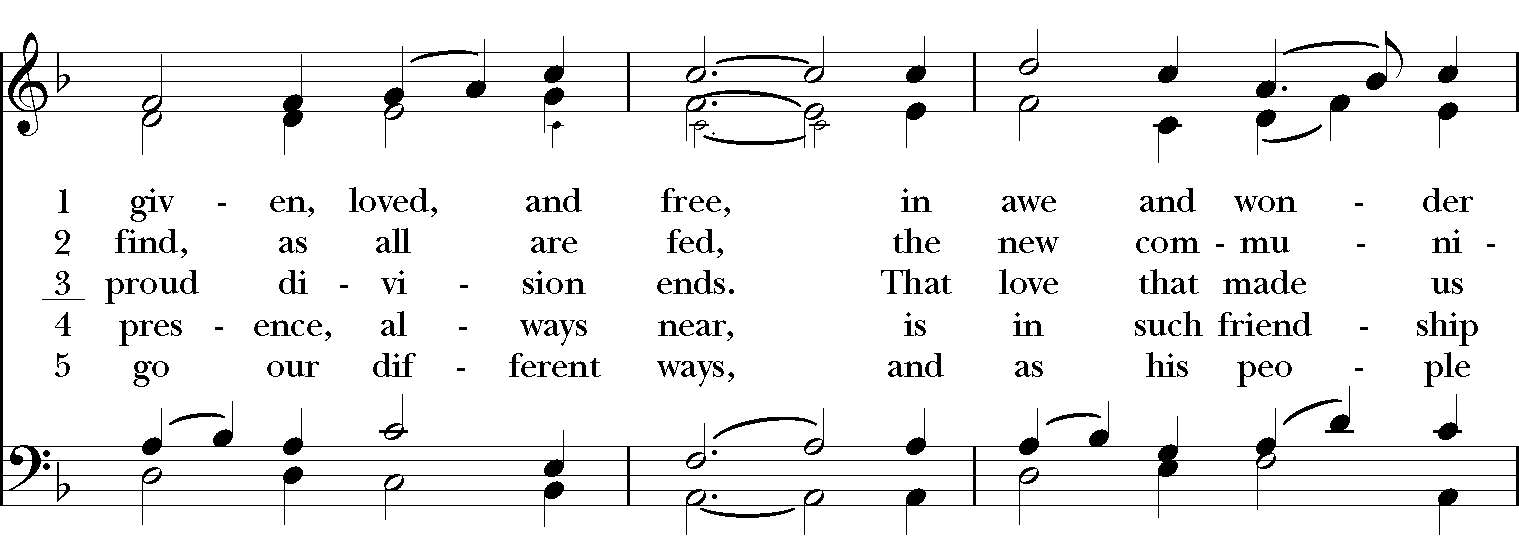 1 giv - en, loved, and free, in awe and won - der
2 find, as all are fed, the new com - mu - ni -
3 proud di - vi - sion ends. That love that made us
4 pres - ence, al - ways near, is in such friend - ship
5 go our dif - ferent ways, and as his peo - ple